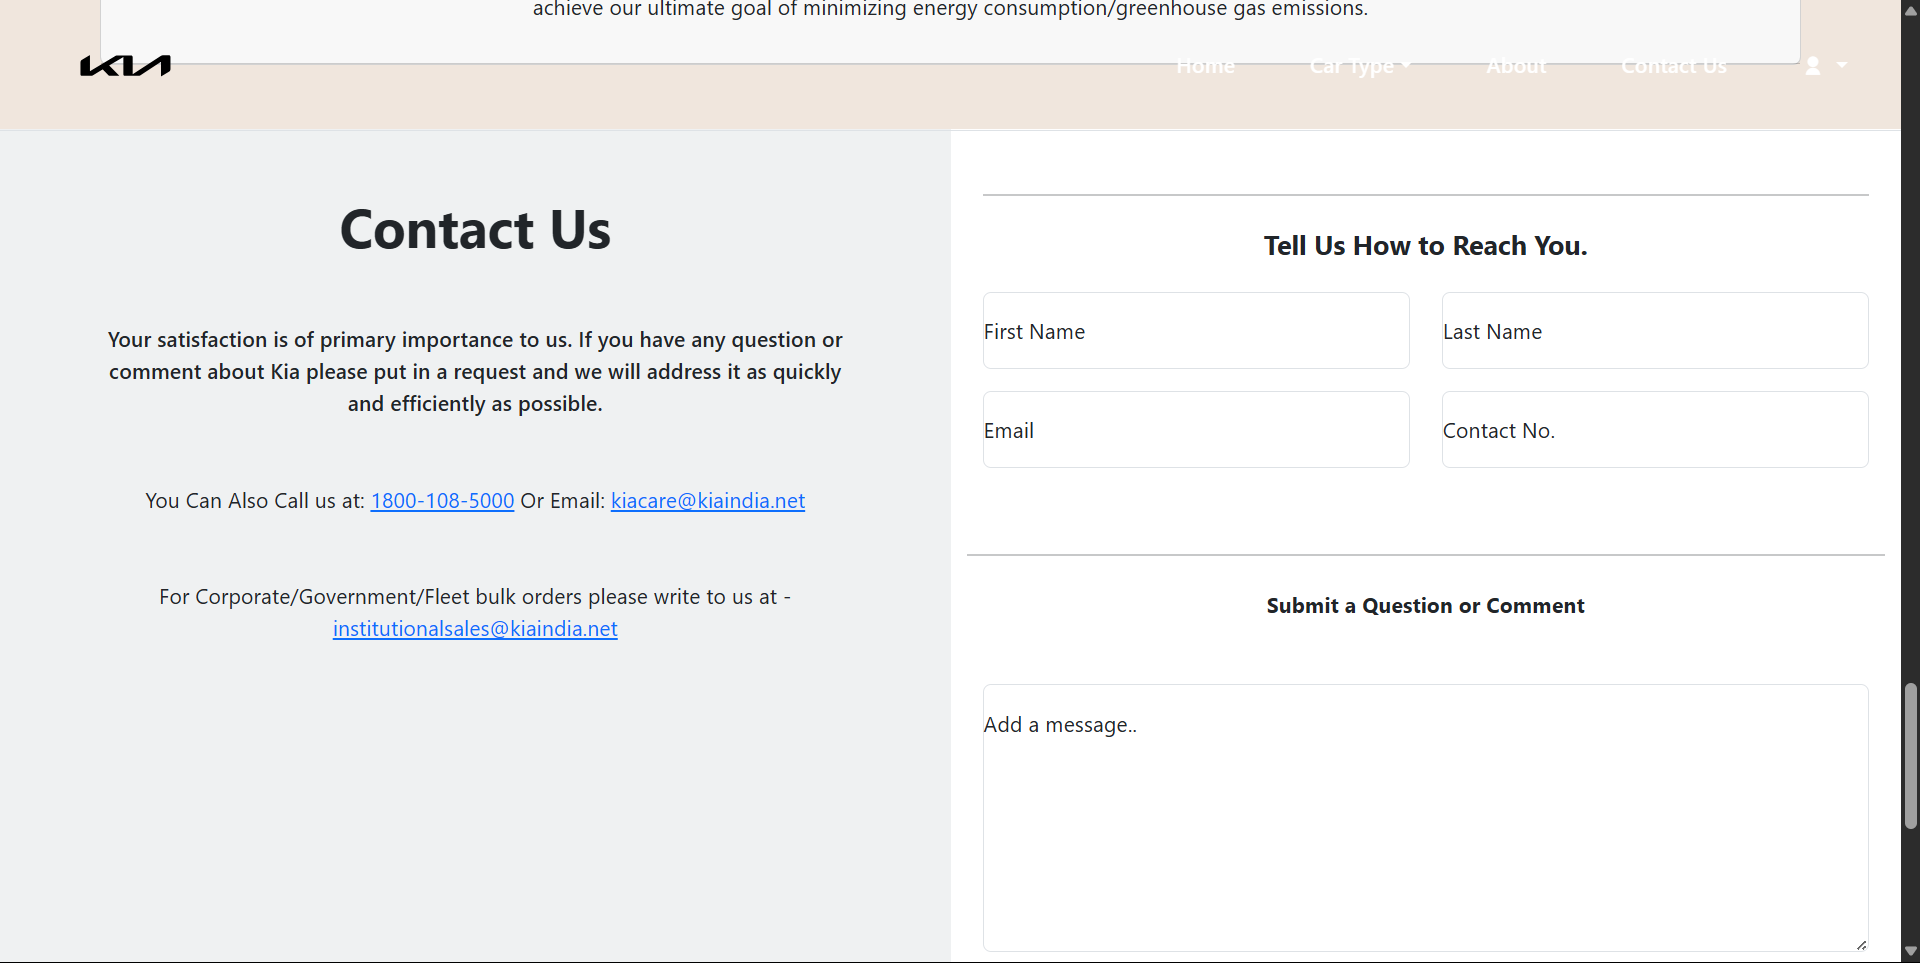 achieve our ultimate goal of minimizing energy consumption/greenhouse gas emissions.
KIA
Home
Car Type
About
Contact Us
Contact Us
Your satisfaction is of primary importance to us. If you have any question or
comment about Kia please put in a request and we will address it as quickly
and efficiently as possible.
You Can Also Call us at: 1800-108-5000 Or Email: kiacare@kiaindia.net
For Corporate/Government/Fleet bulk orders please write to us at -
institutionalsales@kiaindia.net
Tell Us How to Reach You.
First Name
Last Name
Email
Contact No.
Submit a Question or Comment
Add a message..